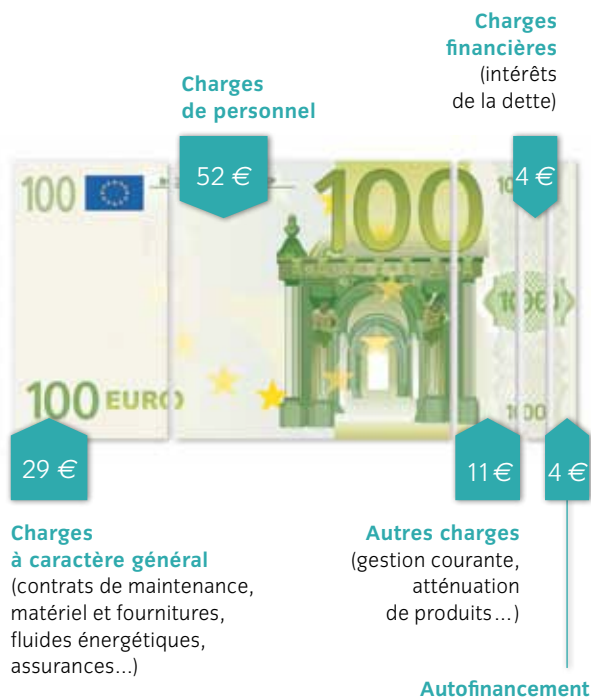 Charges
financières
(intérêts
de la dette)
Charges
de personnel
52 €
4 €
100
100
100 EURO
29 €
11 €
4 €
Charges
à caractère général
(contrats de maintenance,
matériel et fournitures,
fluides énergétiques,
assurances...)
Autres charges
(gestion courante,
atténuation
de produits...)
Autofinancement